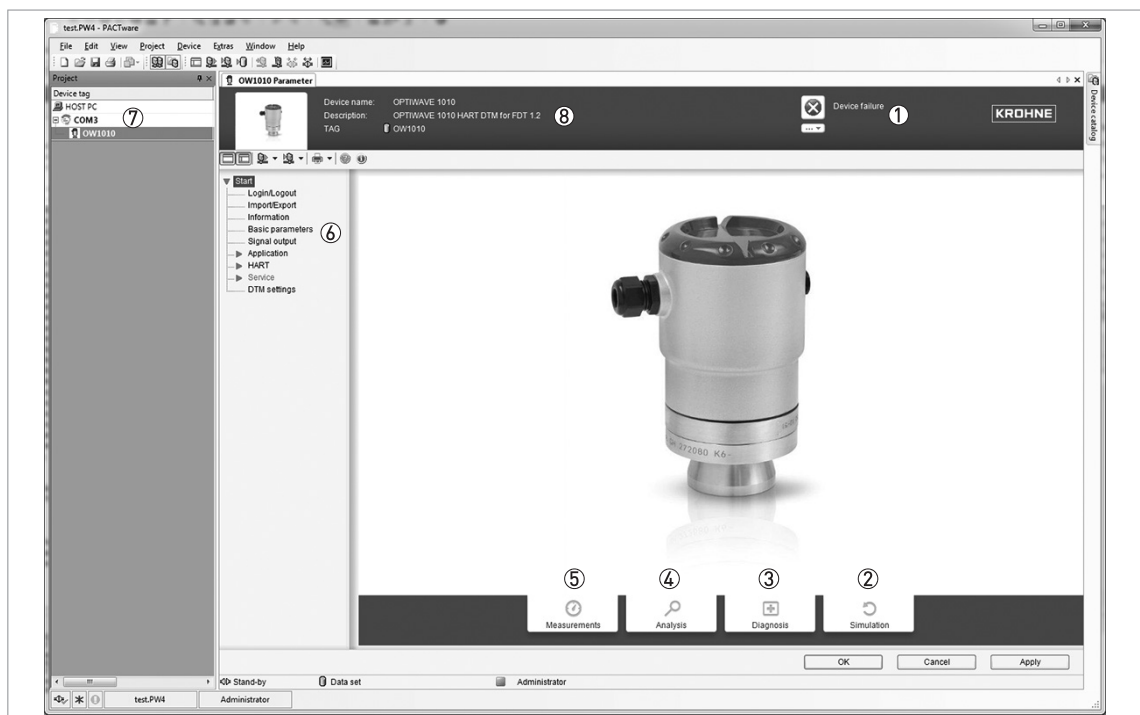 test.PW4 - PACTware
File Edit View Project Device Extras Window Help
Project
Device tag
HOST PC
⑦
COM3
OW1010
OW1010 Parameter
Device name: OPTIWAVE 1010
Description: OPTIWAVE 1010 HART DTM for FDT 1.2
TAG OW1010
⑧
Device failure
①
KROHNE
Device catalog
Start
Login/Logout
Import/Export
Information
Basic parameters
⑥
Signal output
Application
HART
Service
DTM settings
272080 K6-
⑤ ④ ③ ②
Measurements Analysis Diagnosis Simulation
OK Cancel Apply
Stand-by Data set Administrator
test.PW4 Administrator